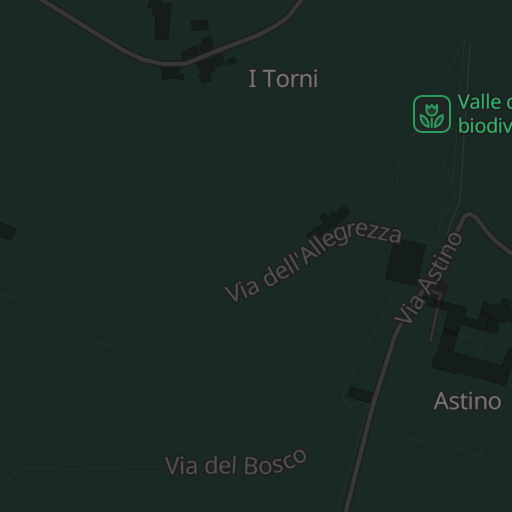 I Torni
Valle d
biodiv
Via dell'Allegrezza
Via Astino
Astino
Via del Bosco